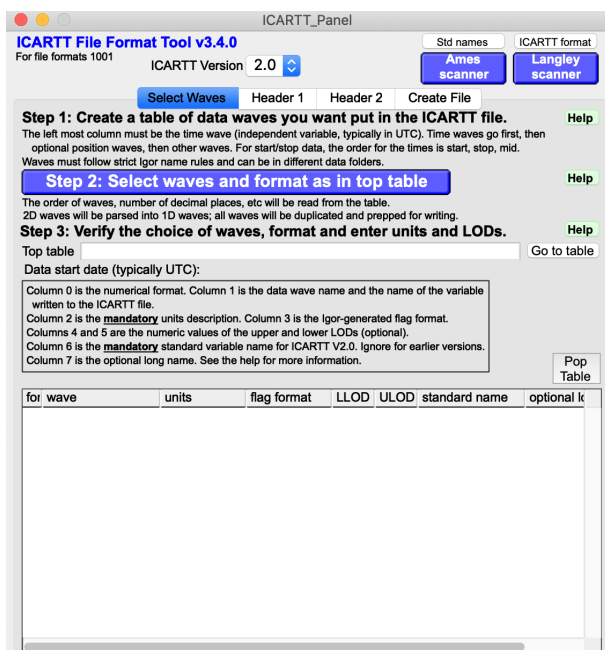 ICARTT_Panel
ICARTT File Format Tool v3.4.0
Std names
ICARTT format
For file formats 1001
ICARTT Version
2.0
Ames scanner
Langley scanner
Select Waves
Header 1
Header 2
Create File
Step 1: Create a table of data waves you want put in the ICARTT file.
Help
The left most column must be the time wave (independent variable, typically in UTC). Time waves go first, then
optional position waves, then other waves. For start/stop data, the order for the times is start, stop, mid.
Waves must follow strict Igor name rules and can be in different data folders.
Step 2: Select waves and format as in top table
Help
The order of waves, number of decimal places, etc will be read from the table.
2D waves will be parsed into 1D waves; all waves will be duplicated and prepped for writing.
Step 3: Verify the choice of waves, format and enter units and LODs.
Help
Top table
Go to table
Data start date (typically UTC):
Column 0 is the numerical format. Column 1 is the data wave name and the name of the variable
written to the ICARTT file.
Column 2 is the mandatory units description. Column 3 is the Igor-generated flag format.
Columns 4 and 5 are the numeric values of the upper and lower LODs (optional).
Column 6 is the mandatory standard variable name for ICARTT V2.0. Ignore for earlier versions.
Column 7 is the optional long name. See the help for more information.
Pop
Table
for wave units flag format LLOD ULOD standard name optional lo